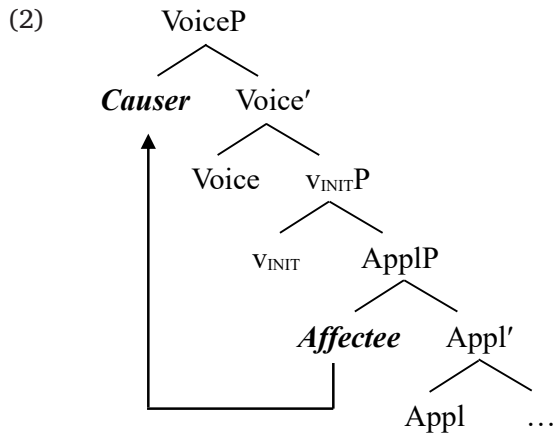 (2) VoiceP
Causer Voice′
Voice vINITP
vINIT ApplP
Affectee Appl′
Appl …